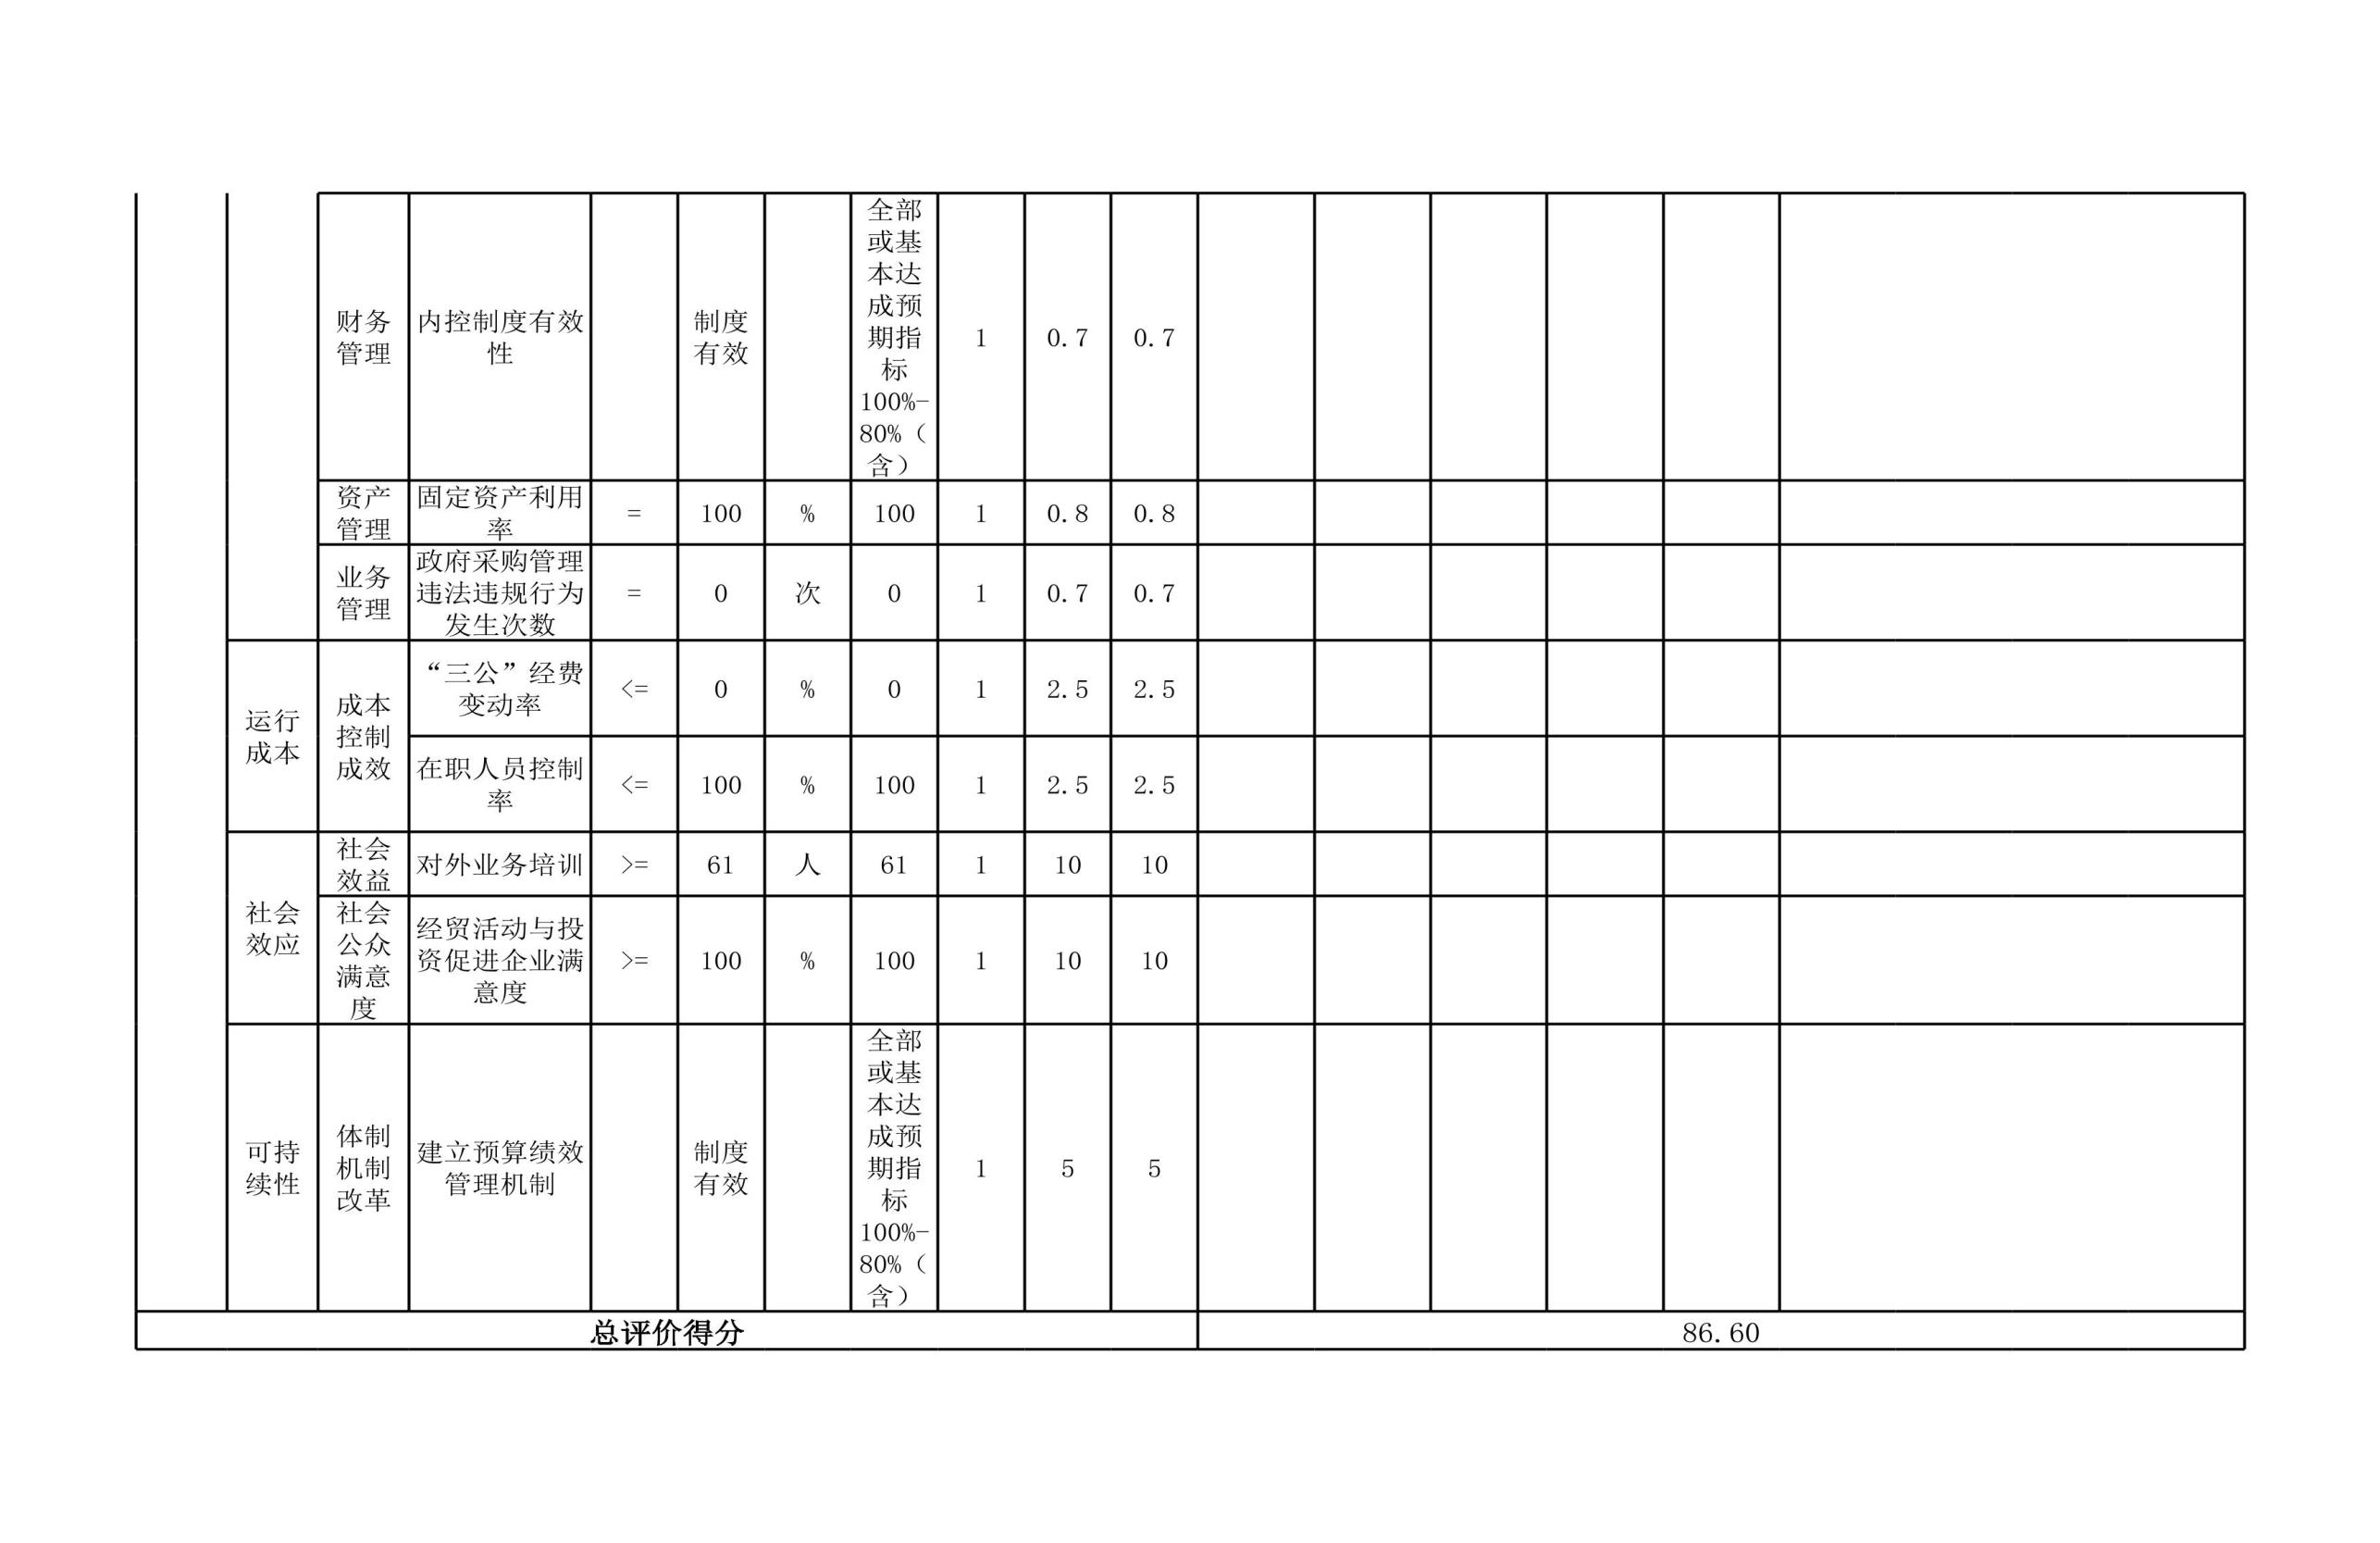 财务
管理
内控制度有效
性
制度
有效
全部
或基
本达
成预
期指
标
100%-
80%（
含）
1
0.7
0.7
资产
管理
固定资产利用
率
=
100
%
100
1
0.8
0.8
业务
管理
政府采购管理
违法违规行为
发生次数
=
0
次
0
1
0.7
0.7
运行
成本
成本
控制
成效
“三公”经费
变动率
<=
0
%
0
1
2.5
2.5
在职人员控制
率
<=
100
%
100
1
2.5
2.5
社会
效应
社会
效益
对外业务培训
>=
61
人
61
1
10
10
社会
公众
满意
度
经贸活动与投
资促进企业满
意度
>=
100
%
100
1
10
10
可持
续性
体制
机制
改革
建立预算绩效
管理机制
制度
有效
全部
或基
本达
成预
期指
标
100%-
80%（
含）
1
5
5
总评价得分
86.60